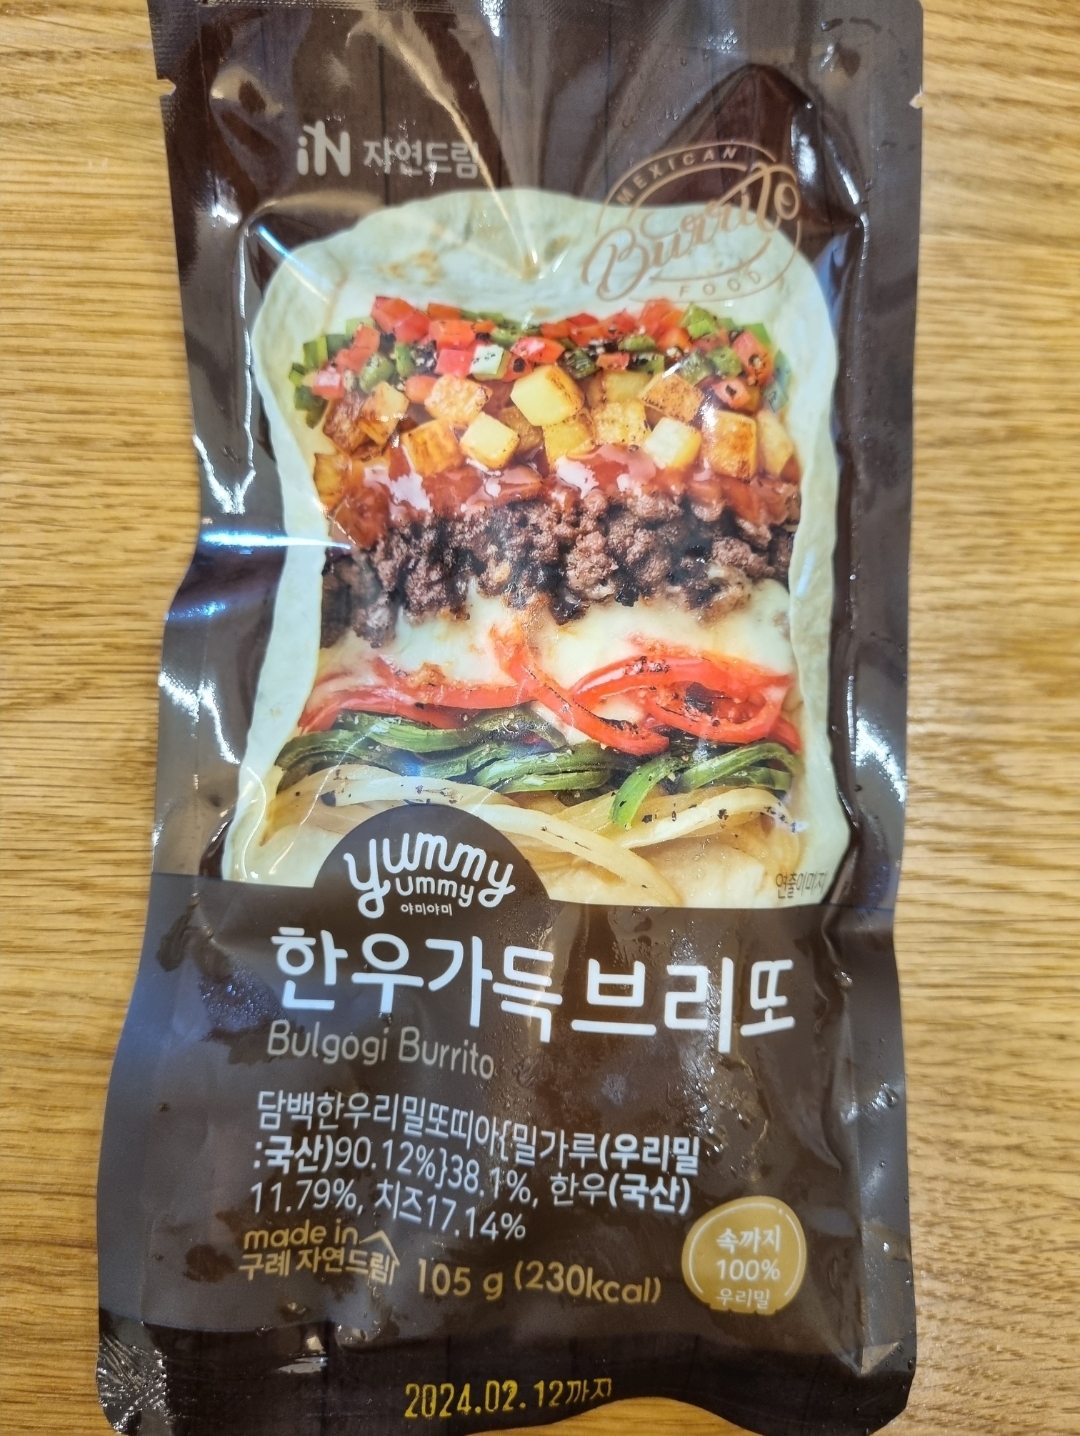 iN 자연드림
MEXICAN
Burrito
FOOD
연출이미지
yummy
yummy
야미야미
한우가득 브리또
Bulgogi Burrito
담백한우리밀또띠아{밀가루(우리밀
:국산)90.12%}38.1%, 한우(국산)
11.79%, 치즈17.14%
made in
구례 자연드림
105 g (230kcal)
속까지
100%
우리밀
2024.02.12까지